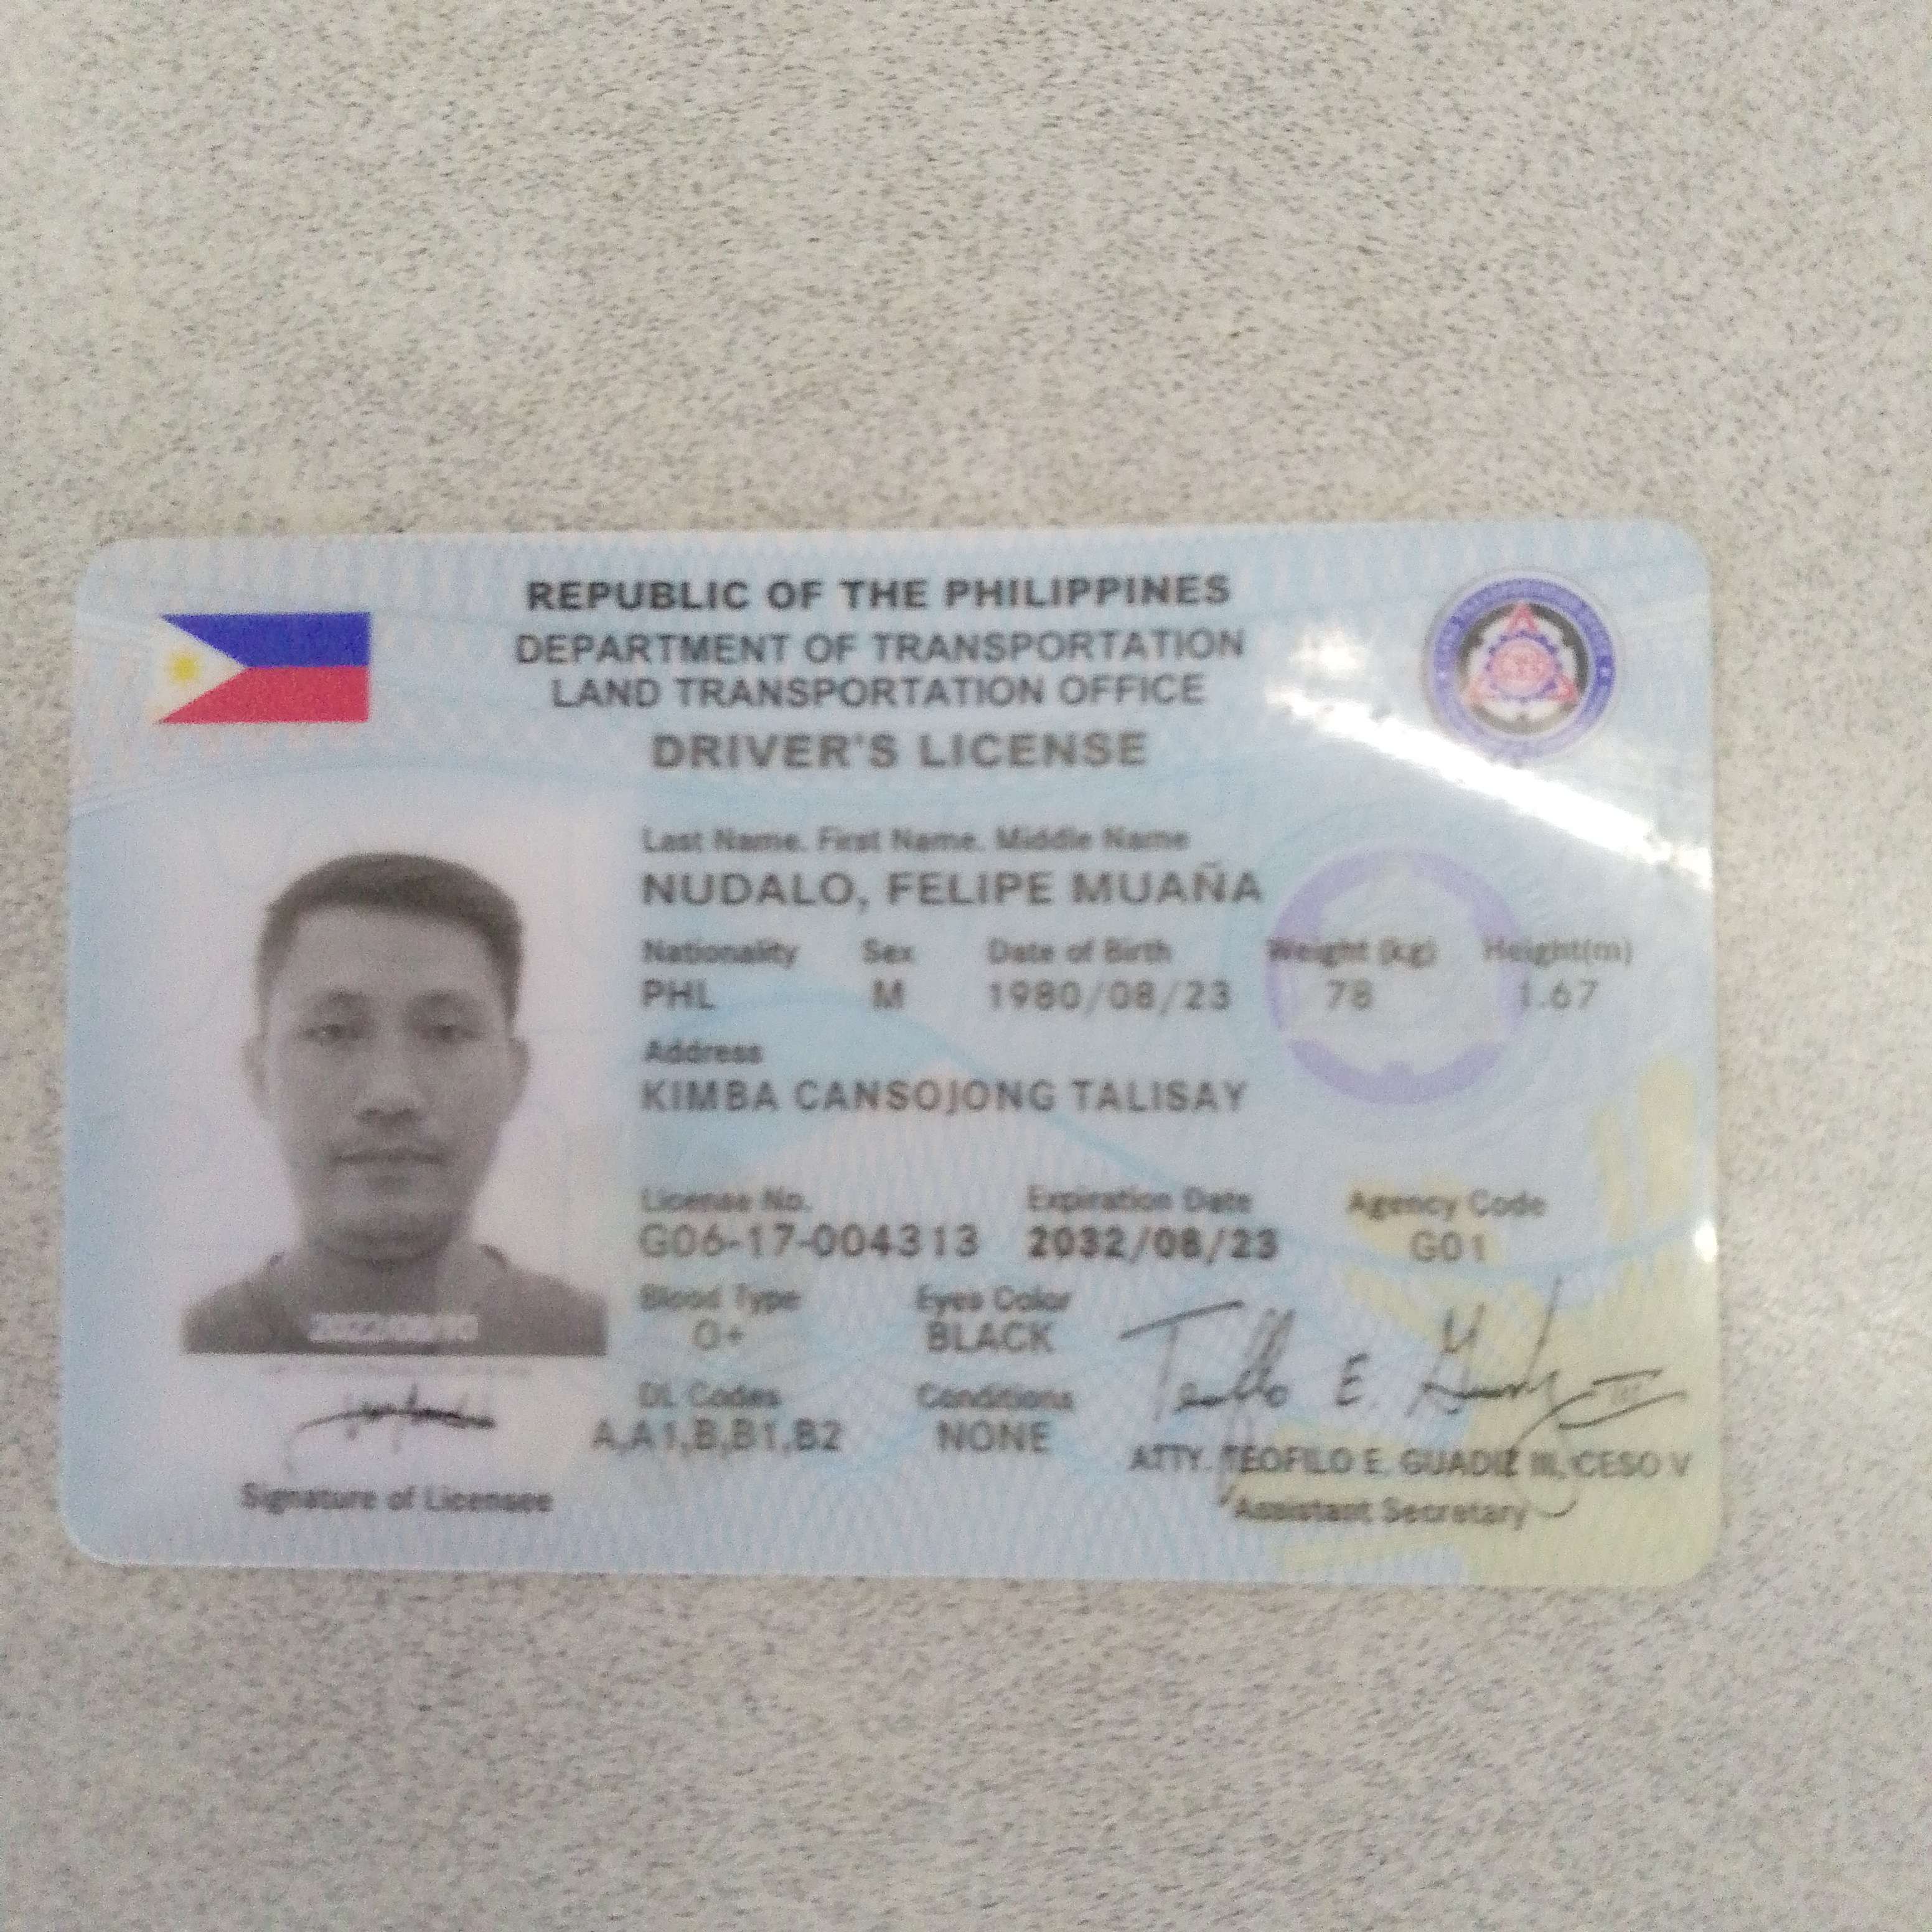 REPUBLIC OF THE PHILIPPINES
DEPARTMENT OF TRANSPORTATION
LAND TRANSPORTATION OFFICE
DRIVER'S LICENSE
Last Name. First Name. Middle Name
NUDALO, FELIPE MUAÑA
Nationality Sex Date of Birth Weight (kg) Height(m)
PHL M 1980/08/23 78 1.67
Address
KIMBA CANSOJONG TALISAY
License No. Expiration Date Agency Code
G06-17-004313 2032/08/23 G01
Blood Type Eyes Color
O+ BLACK
DL Codes Conditions
A,A1,B,B1,B2 NONE
ATTY. TEOFILO E. GUADIZ III, CESO V
Assistant Secretary
Signature of Licensee